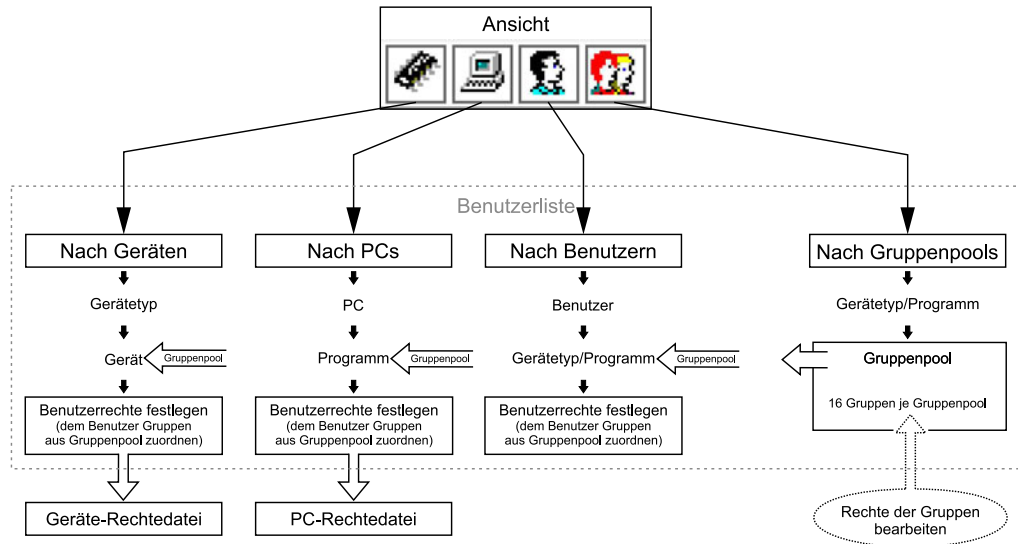 Ansicht
Benutzerliste
Nach Geräten
Nach PCs
Nach Benutzern
Nach Gruppenpools
Gerätetyp
PC
Benutzer
Gerätetyp/Programm
Gerät
Gruppenpool
Programm
Gruppenpool
Gerätetyp/Programm
Gruppenpool
Gruppenpool
16 Gruppen je Gruppenpool
Benutzerrechte festlegen
(dem Benutzer Gruppen
aus Gruppenpool zuordnen)
Benutzerrechte festlegen
(dem Benutzer Gruppen
aus Gruppenpool zuordnen)
Benutzerrechte festlegen
(dem Benutzer Gruppen
aus Gruppenpool zuordnen)
Geräte-Rechtedatei
PC-Rechtedatei
Rechte der Gruppen
bearbeiten